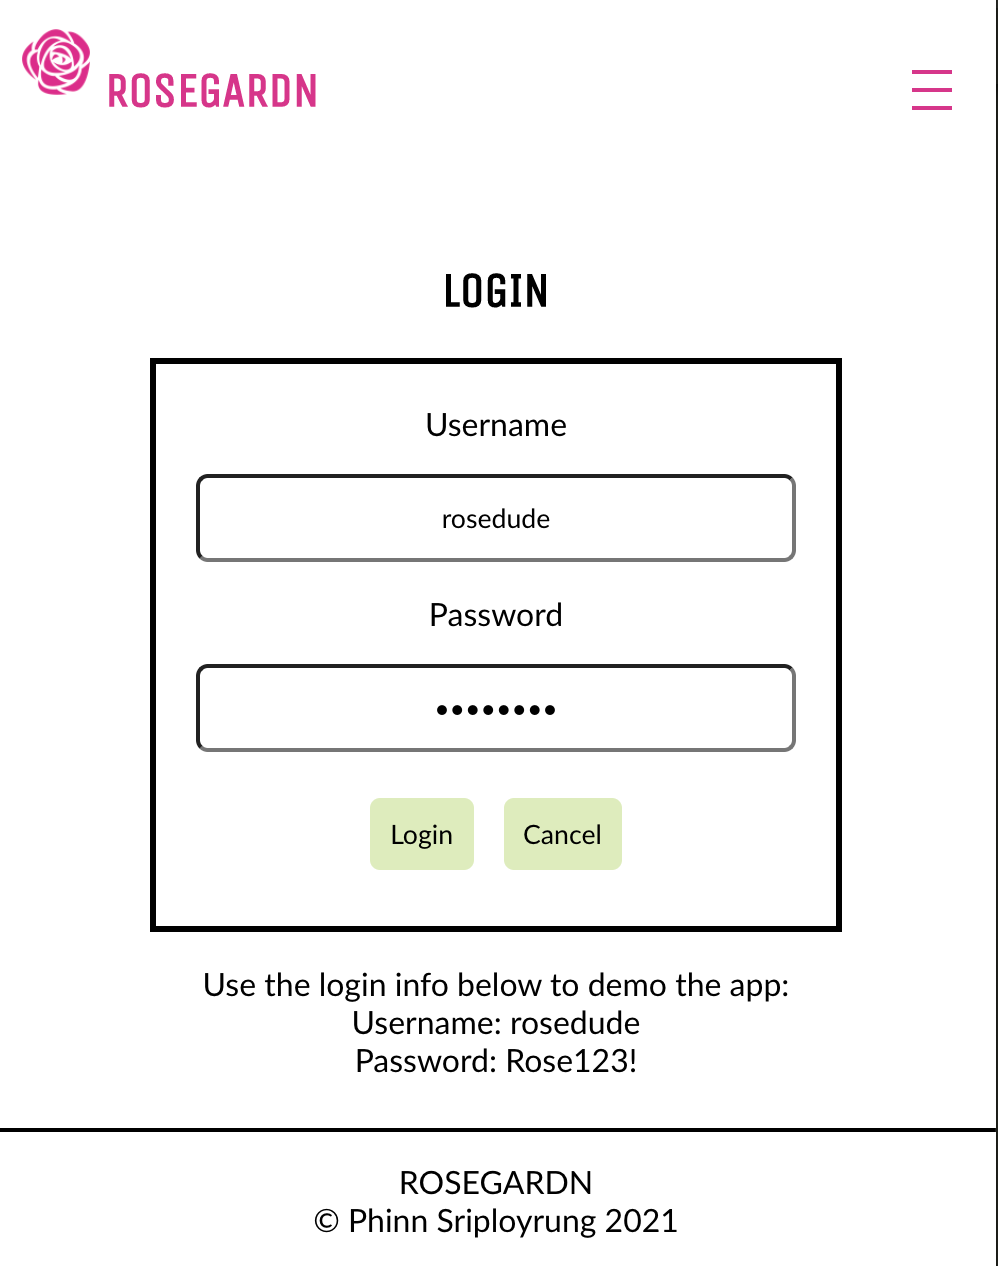 ROSEGARDN
LOGIN
Username
rosedude
Password
••••••••
Login
Cancel
Use the login info below to demo the app:
Username: rosedude
Password: Rose123!
ROSEGARDN
© Phinn Sriployrung 2021